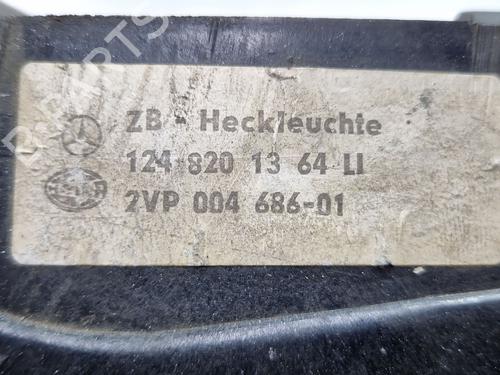 ZB - Heckleuchte
124 820 13 64 LI
2VP 004 686-01